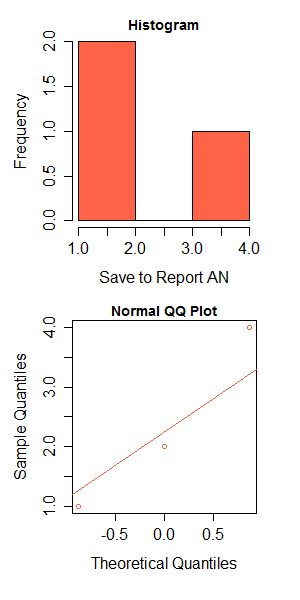 Histogram
2.0
1.5
1.0
0.5
0.0
Frequency
1.0 2.0 3.0 4.0
Save to Report AN
Normal QQ Plot
4.0
3.0
2.0
1.0
Sample Quantiles
-0.5 0.0 0.5
Theoretical Quantiles